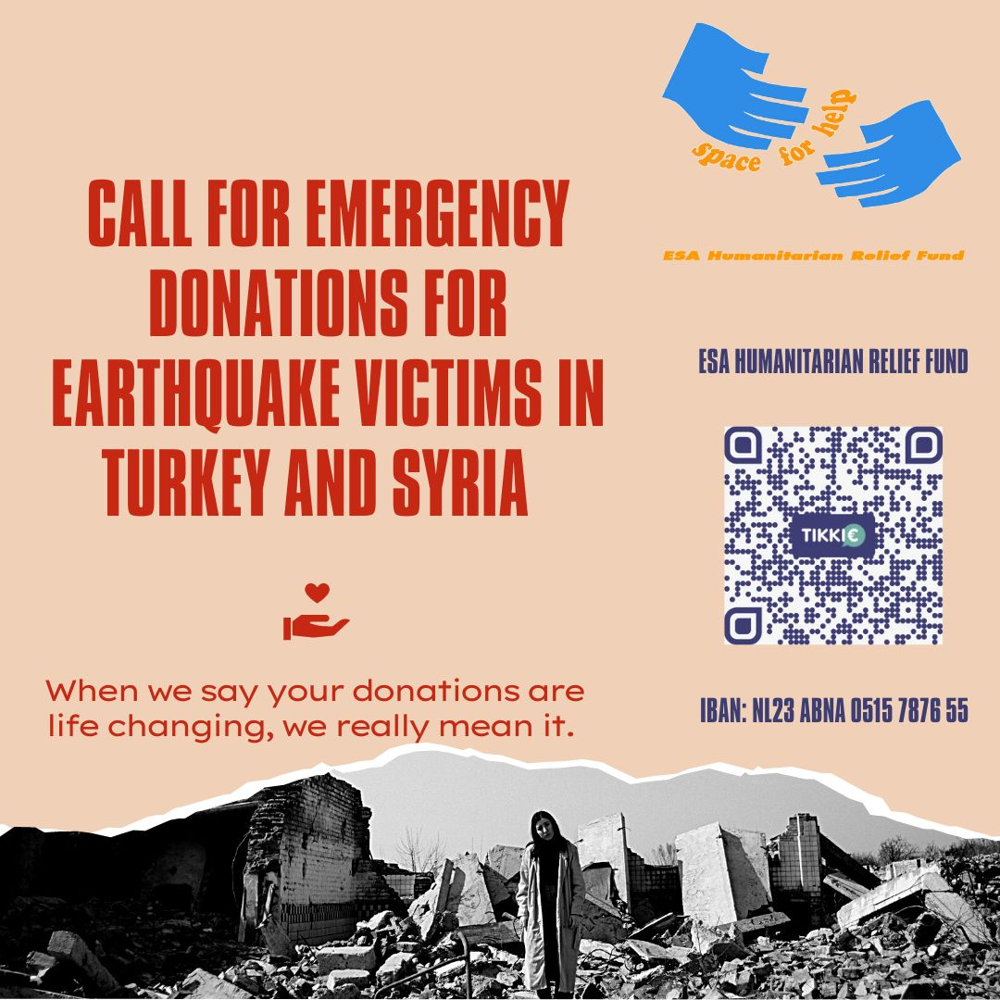 space for help
ESA Humanitarian Relief Fund
CALL FOR EMERGENCY
DONATIONS FOR
EARTHQUAKE VICTIMS IN
TURKEY AND SYRIA
ESA HUMANITARIAN RELIEF FUND
TIKKI€
When we say your donations are
life changing, we really mean it.
IBAN: NL23 ABNA 0515 7876 55